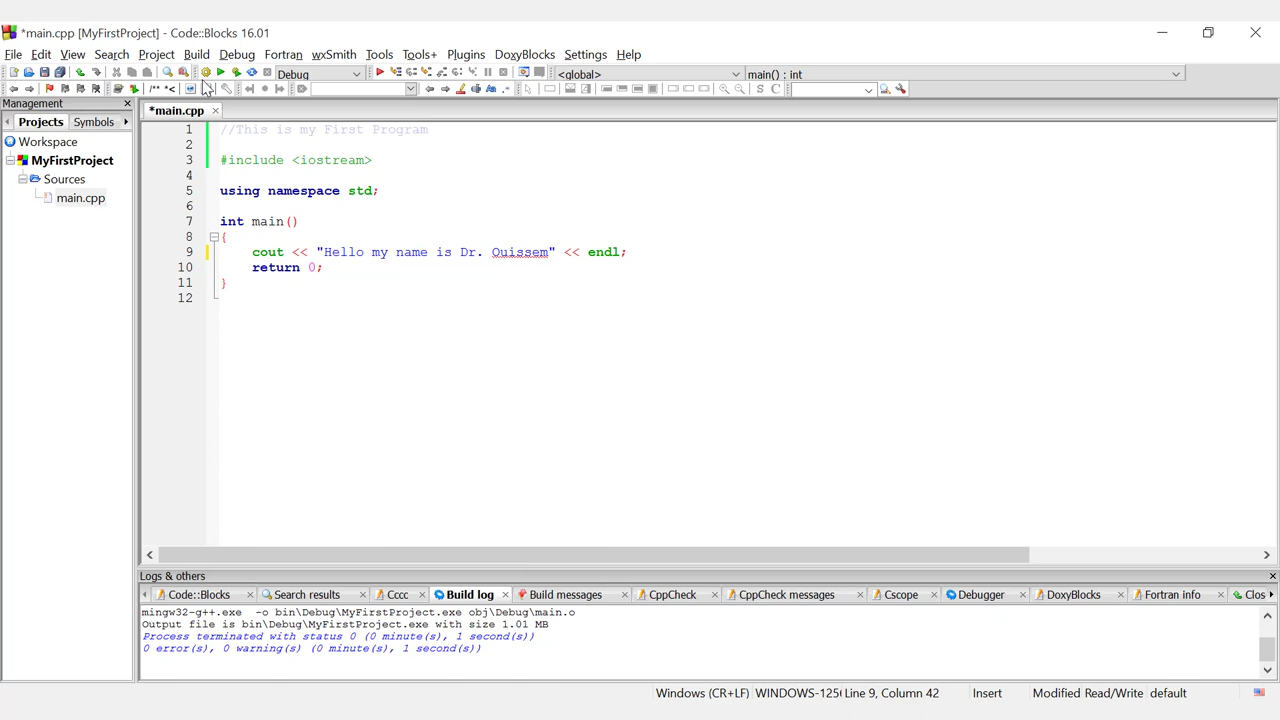 *main.cpp [MyFirstProject] - Code::Blocks 16.01
File Edit View Search Project Build Debug Fortran wxSmith Tools Tools+ Plugins DoxyBlocks Settings Help
Debug <global> main() : int
/** *<
Management
Projects Symbols
*main.cpp
Workspace
MyFirstProject
Sources
main.cpp
1 //This is my First Program
2
3 #include <iostream>
4
5 using namespace std;
6
7 int main()
8 {
9 cout << "Hello my name is Dr. Ouissem" << endl;
10 return 0;
11 }
12
Logs & others
Code::Blocks Search results Cccc Build log Build messages CppCheck CppCheck messages Cscope Debugger DoxyBlocks Fortran info Clos
mingw32-g++.exe -o bin\Debug\MyFirstProject.exe obj\Debug\main.o
Output file is bin\Debug\MyFirstProject.exe with size 1.01 MB
Process terminated with status 0 (0 minute(s), 1 second(s))
0 error(s), 0 warning(s) (0 minute(s), 1 second(s))
Windows (CR+LF) WINDOWS-125 Line 9, Column 42 Insert Modified Read/Write default